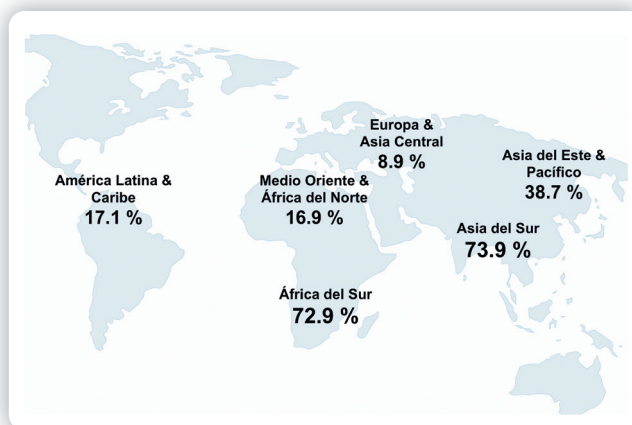 Europa &
Asia Central
8.9 %
Asia del Este &
Pacífico
38.7 %
América Latina &
Caribe
17.1 %
Medio Oriente &
África del Norte
16.9 %
Asia del Sur
73.9 %
África del Sur
72.9 %